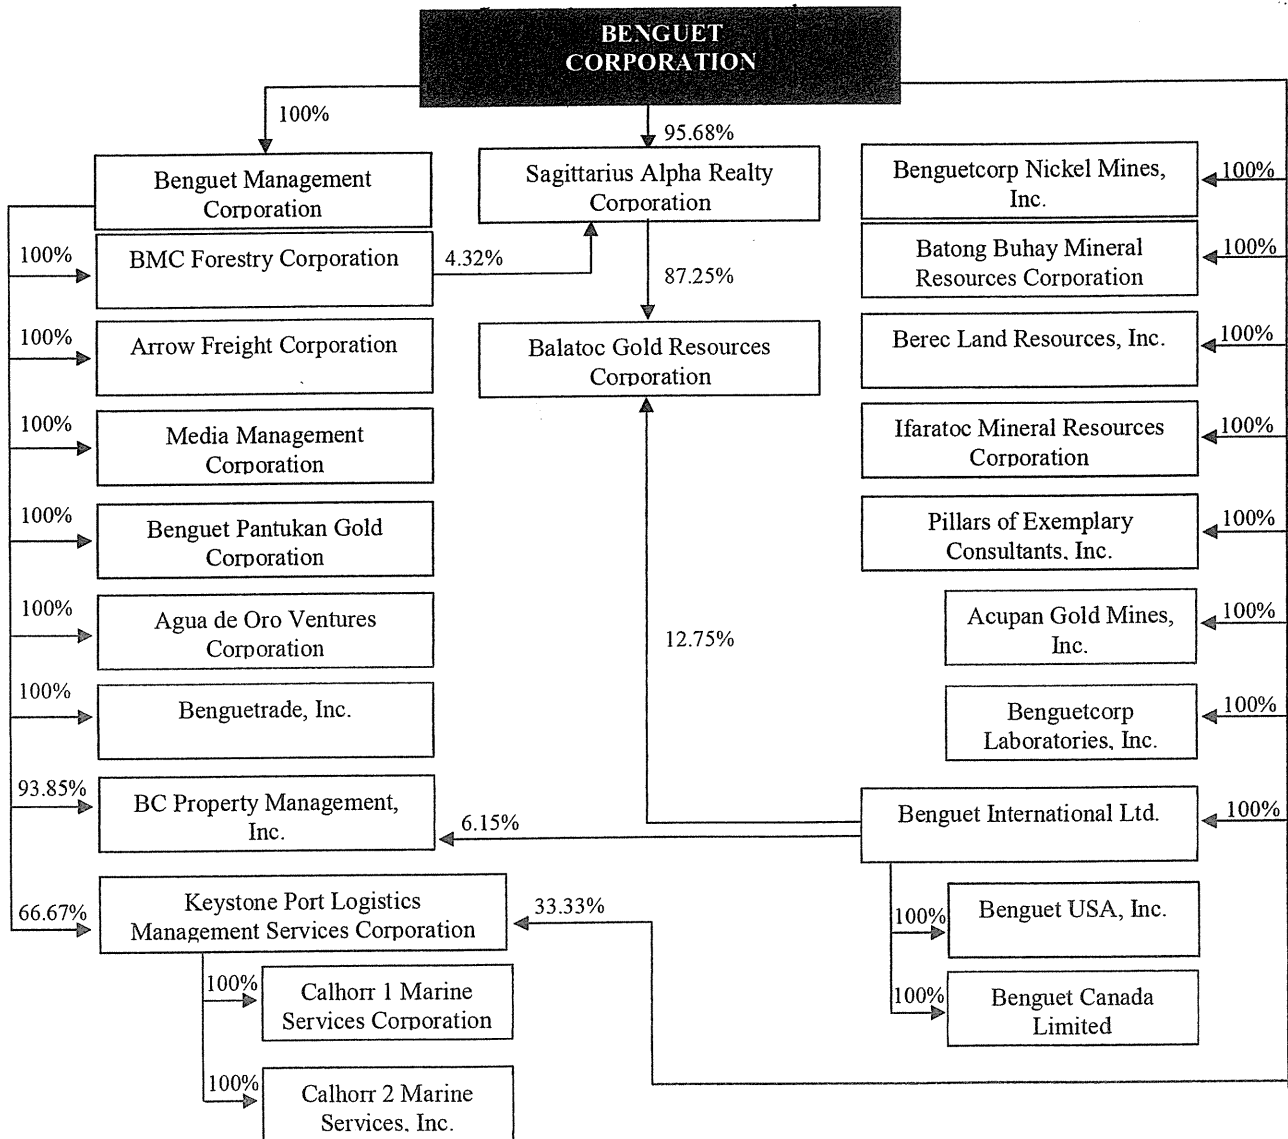 BENGUET
CORPORATION
100%
95.68%
Benguet Management
Corporation
Sagittarius Alpha Realty
Corporation
Benguetcorp Nickel Mines,
Inc.
100%
100%
BMC Forestry Corporation
4.32%
87.25%
Batong Buhay Mineral
Resources Corporation
100%
100%
Arrow Freight Corporation
Balatoc Gold Resources
Corporation
Berec Land Resources, Inc.
100%
100%
Media Management
Corporation
Ifaratoc Mineral Resources
Corporation
100%
100%
Benguet Pantukan Gold
Corporation
Pillars of Exemplary
Consultants, Inc.
100%
100%
Agua de Oro Ventures
Corporation
12.75%
Acupan Gold Mines,
Inc.
100%
100%
Benguetrade, Inc.
Benguetcorp
Laboratories, Inc.
100%
93.85%
BC Property Management,
Inc.
6.15%
Benguet International Ltd.
100%
66.67%
Keystone Port Logistics
Management Services Corporation
33.33%
100%
Benguet USA, Inc.
100%
Calhorr 1 Marine
Services Corporation
100%
Benguet Canada
Limited
100%
Calhorr 2 Marine
Services, Inc.